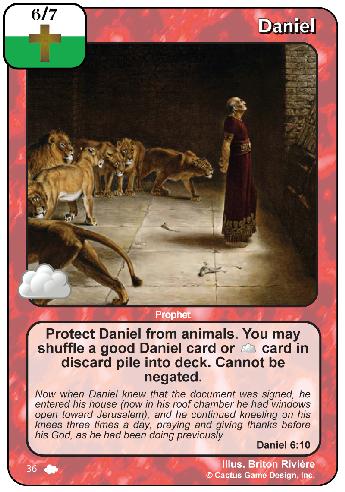 6/7
Daniel
Prophet
Protect Daniel from animals. You may
shuffle a good Daniel card or card in
discard pile into deck. Cannot be
negated.
Now when Daniel knew that the document was signed, he
entered his house (now in his roof chamber he had windows
open toward Jerusalem); and he continued kneeling on his
knees three times a day, praying and giving thanks before
his God, as he had been doing previously
Daniel 6:10
36
Illus. Briton Rivière
© Cactus Game Design, Inc.